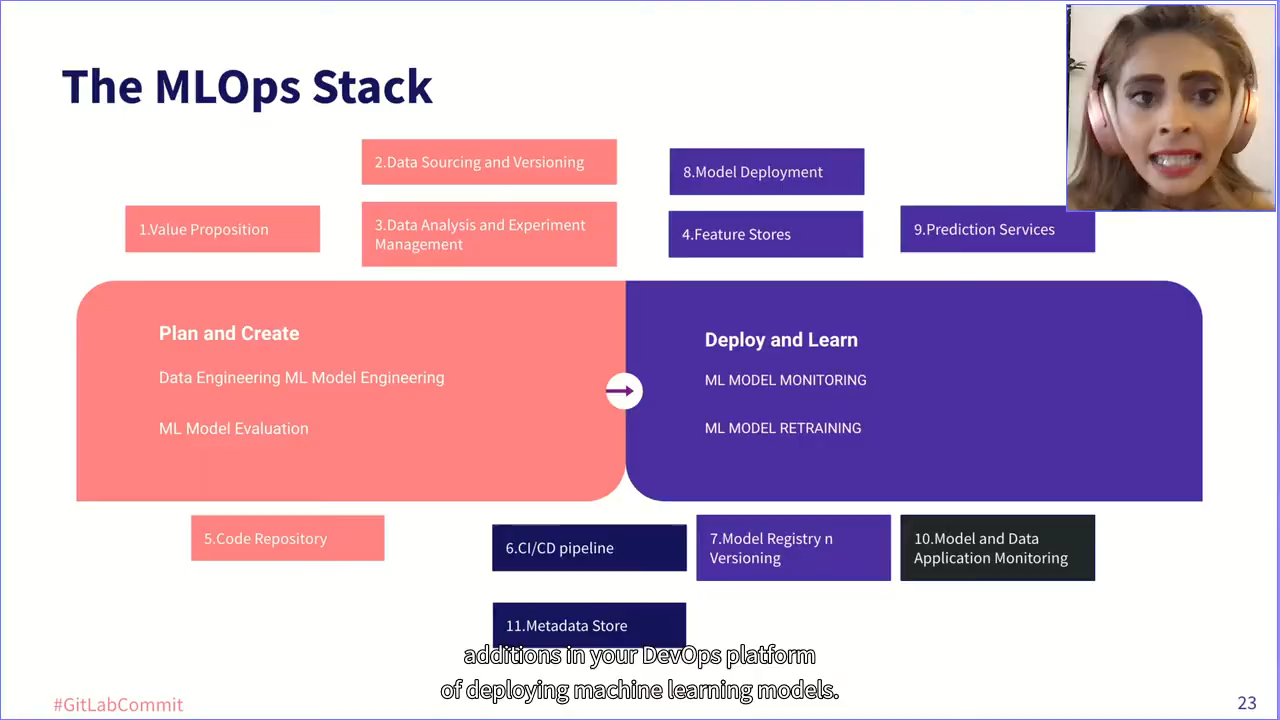 The MLOps Stack
2.Data Sourcing and Versioning
8.Model Deployment
1.Value Proposition
3.Data Analysis and Experiment
Management
4.Feature Stores
9.Prediction Services
Plan and Create
Data Engineering ML Model Engineering
ML Model Evaluation
Deploy and Learn
ML MODEL MONITORING
ML MODEL RETRAINING
5.Code Repository
6.CI/CD pipeline
7.Model Registry n
Versioning
10.Model and Data
Application Monitoring
11.Metadata Store
additions in your DevOps platform
of deploying machine learning models.
#GitLabCommit
23